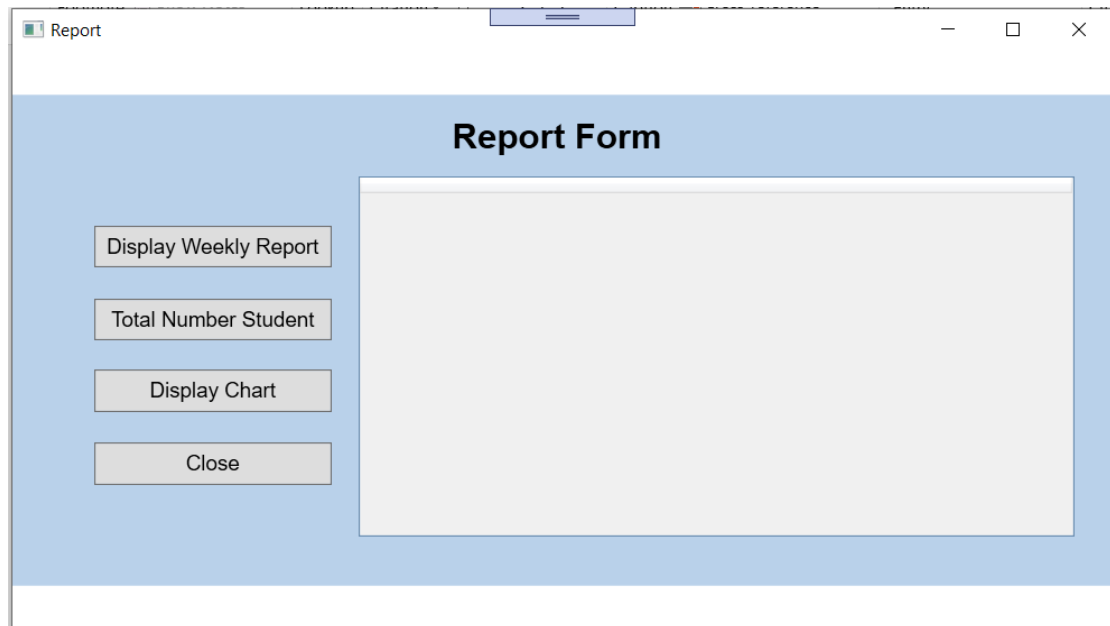 Report
Report Form
Display Weekly Report
Total Number Student
Display Chart
Close